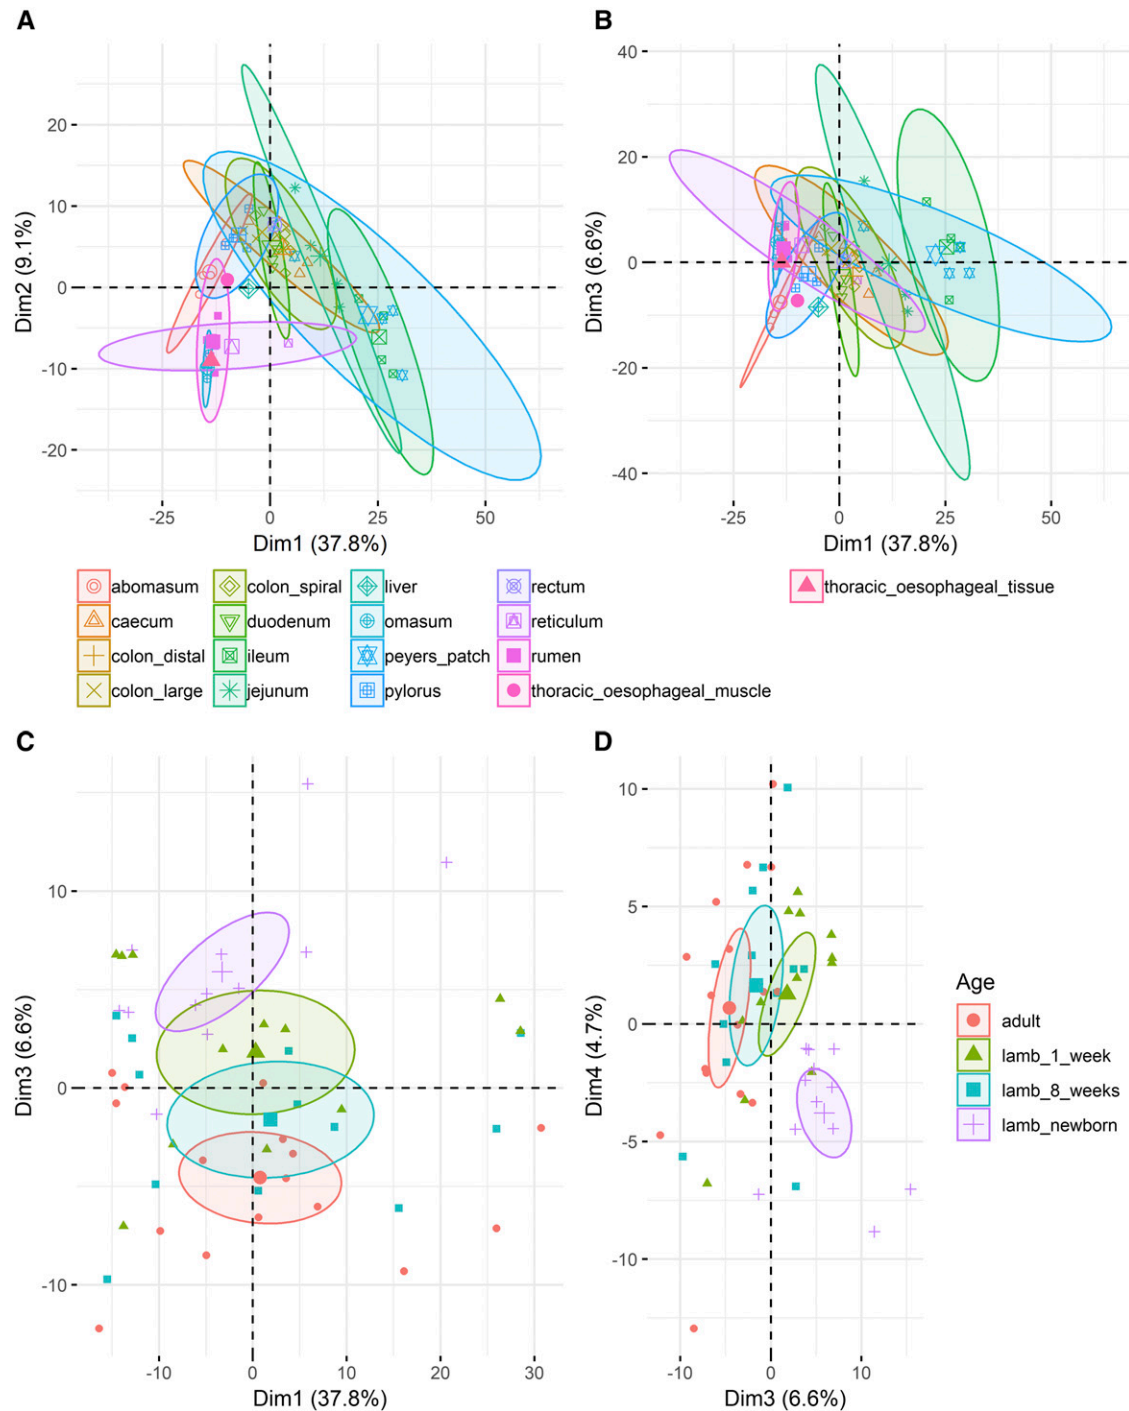 A
B
20
10
0
-10
-20
Dim2 (9.1%)
-25
0
25
50
Dim1 (37.8%)
40
20
0
-20
-40
Dim3 (6.6%)
-25
0
25
50
Dim1 (37.8%)
abomasum
colon_spiral
liver
rectum
thoracic_oesophageal_tissue
caecum
duodenum
omasum
reticulum
colon_distal
ileum
peyers_patch
rumen
colon_large
jejunum
pylorus
thoracic_oesophageal_muscle
C
D
10
0
-10
Dim3 (6.6%)
-10
0
10
20
30
Dim1 (37.8%)
10
5
0
-5
-10
Dim4 (4.7%)
-10
0
10
Dim3 (6.6%)
Age
adult
lamb_1_week
lamb_8_weeks
lamb_newborn